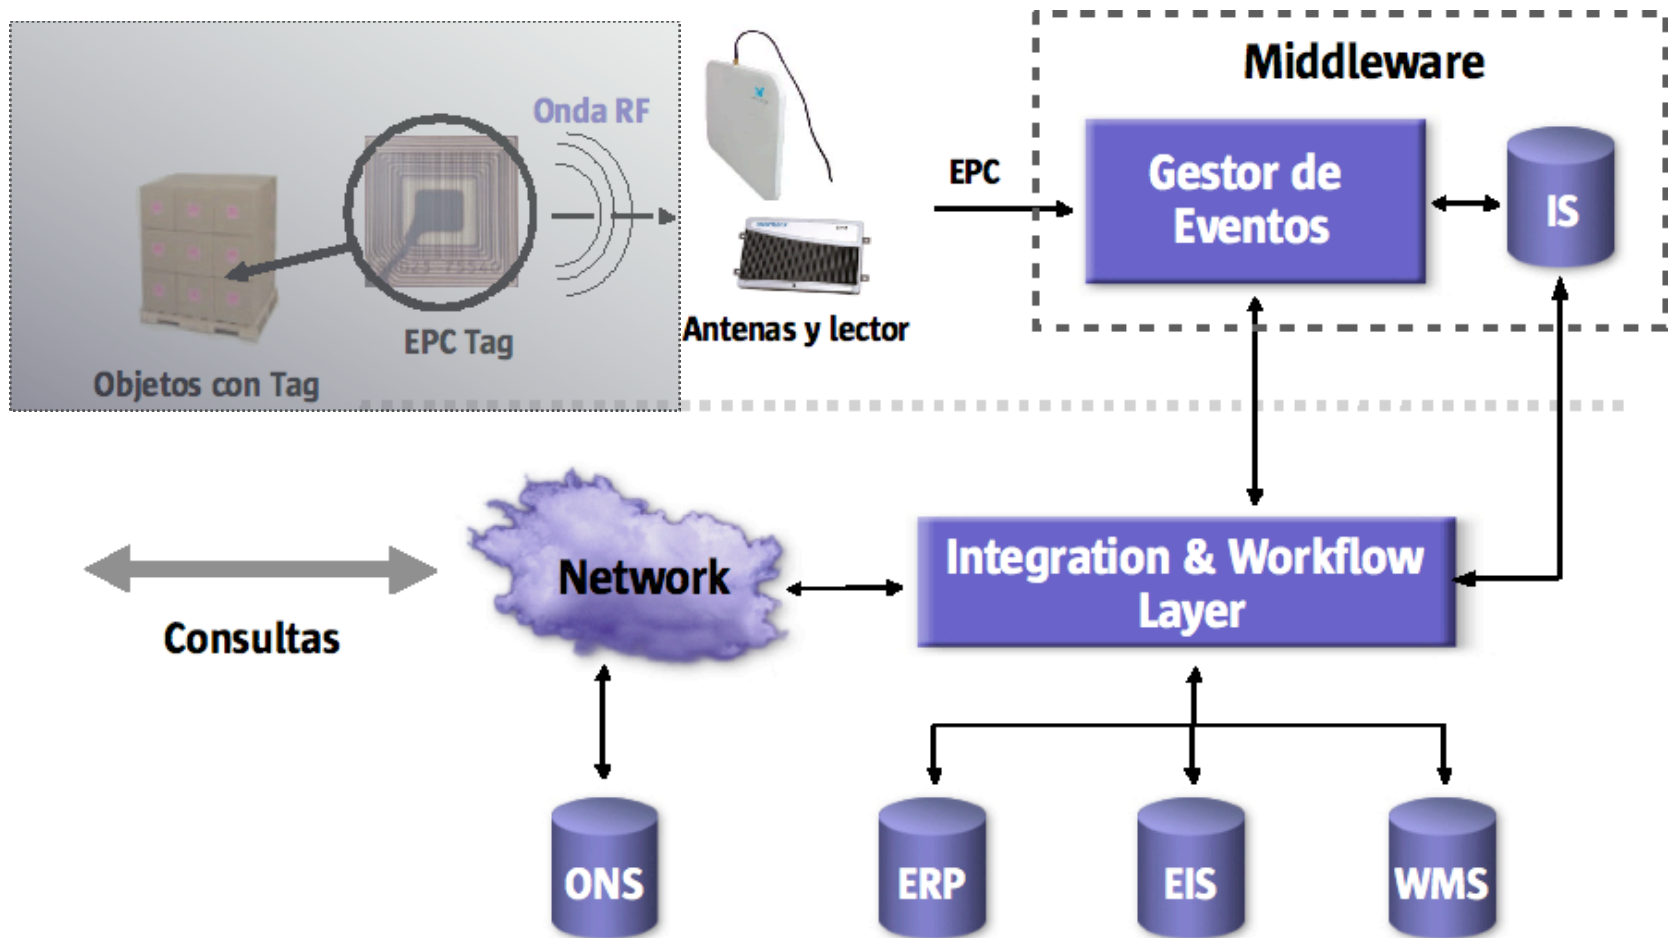 Middleware
Onda RF
EPC
Gestor de
Eventos
IS
EPC Tag
Antenas y lector
Objetos con Tag
Network
Integration & Workflow
Layer
Consultas
ONS
ERP
EIS
WMS